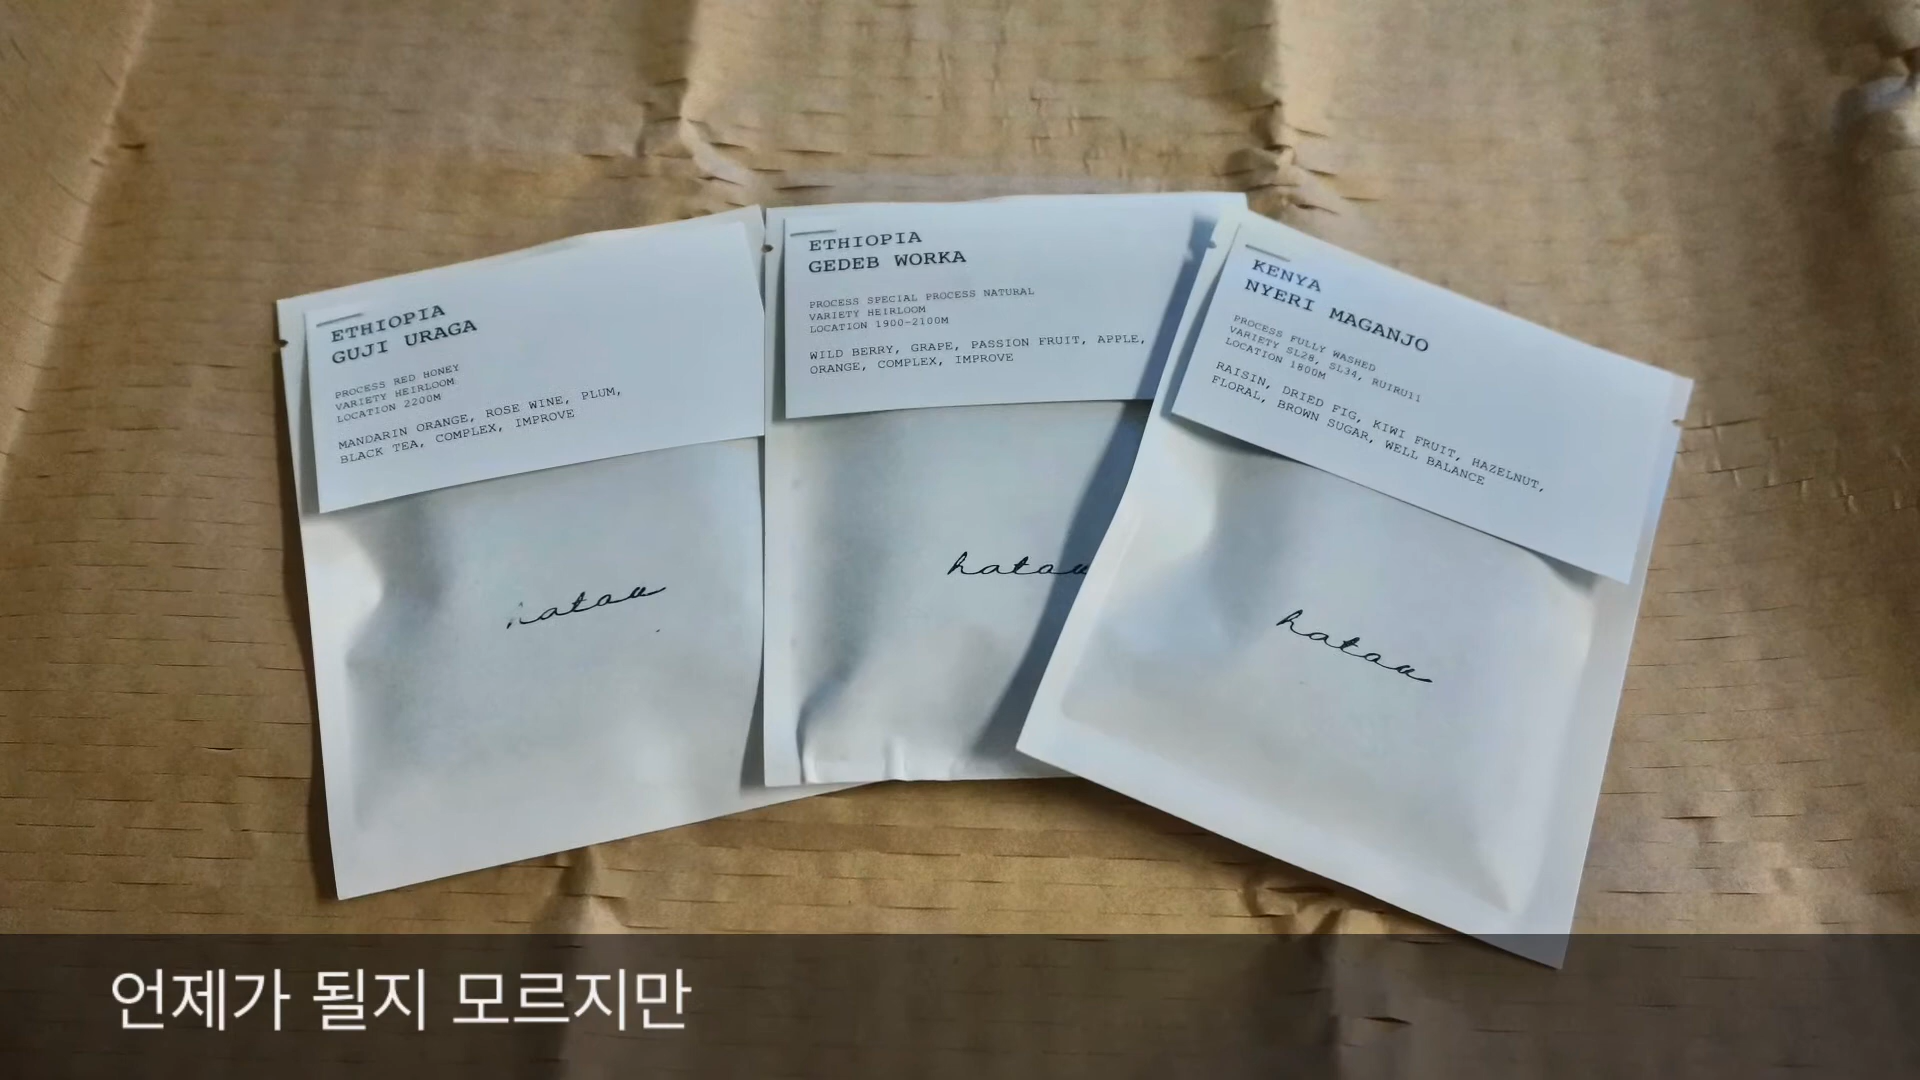 ETHIOPIA
GUJI URAGA
PROCESS RED HONEY
VARIETY HEIRLOOM
LOCATION 2200M
MANDARIN ORANGE, ROSE WINE, PLUM,
BLACK TEA, COMPLEX, IMPROVE
hatau
ETHIOPIA
GEDEB WORKA
PROCESS SPECIAL PROCESS NATURAL
VARIETY HEIRLOOM
LOCATION 1900-2100M
WILD BERRY, GRAPE, PASSION FRUIT, APPLE,
ORANGE, COMPLEX, IMPROVE
hatau
KENYA
NYERI MAGANJO
PROCESS FULLY WASHED
VARIETY SL28, SL34, RUIRU11
LOCATION 1800M
RAISIN, DRIED FIG, KIWI FRUIT, HAZELNUT,
FLORAL, BROWN SUGAR, WELL BALANCE
hatau
언제가 될지 모르지만